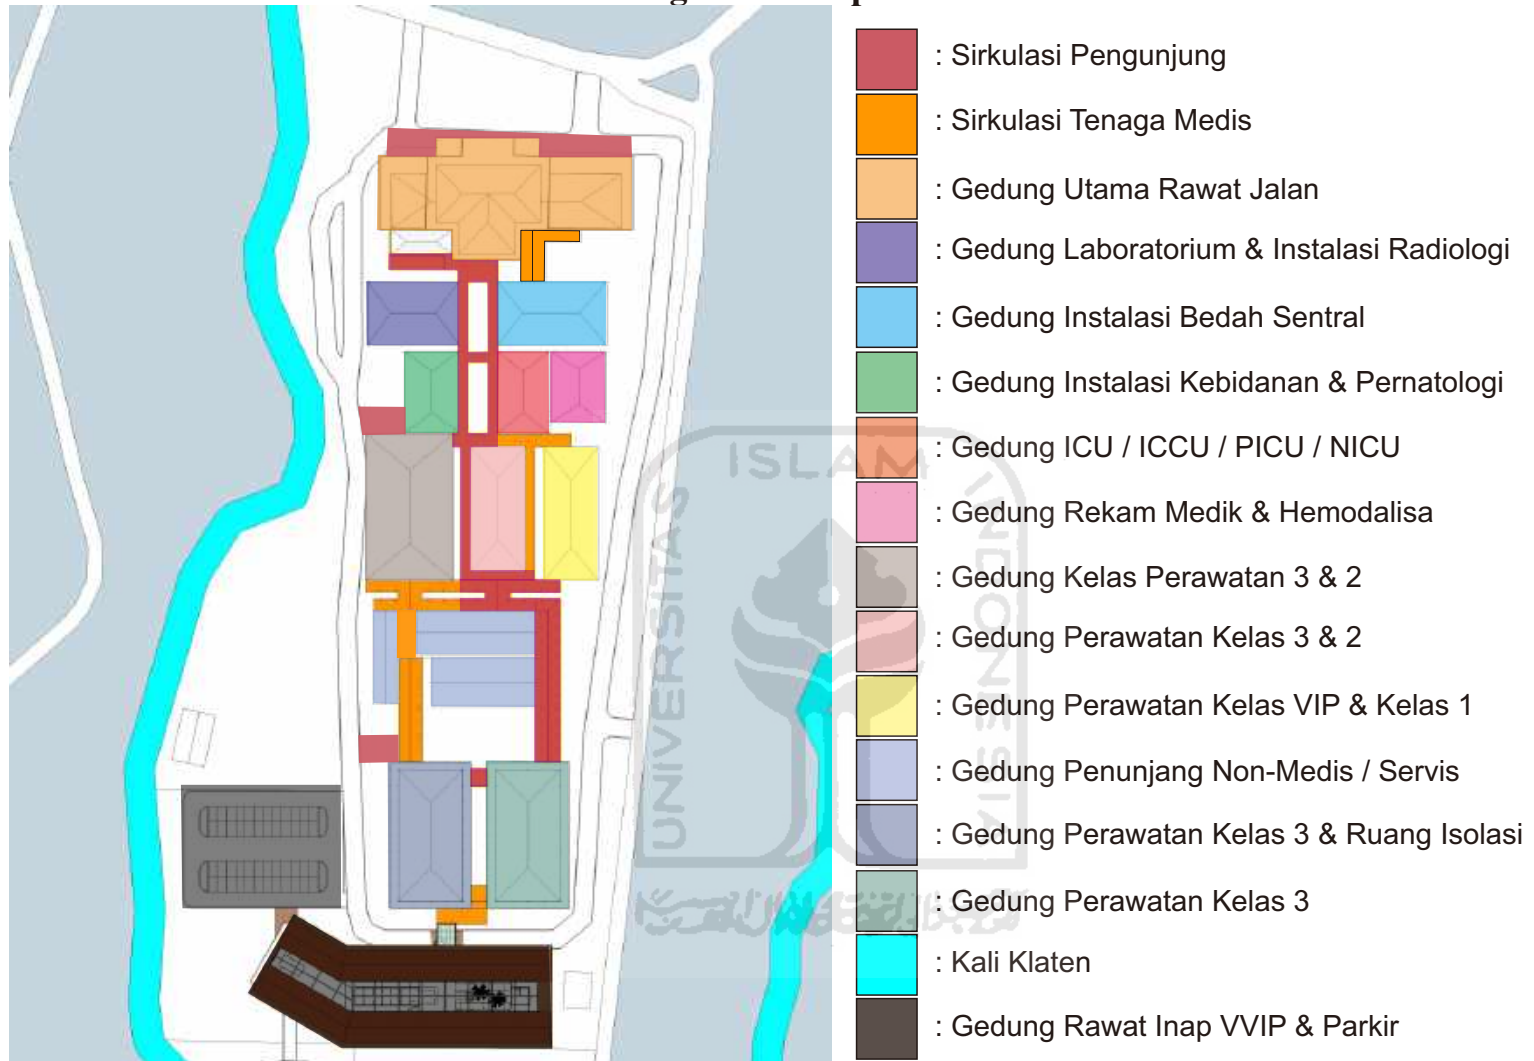 : Sirkulasi Pengunjung
: Sirkulasi Tenaga Medis
: Gedung Utama Rawat Jalan
: Gedung Laboratorium & Instalasi Radiologi
: Gedung Instalasi Bedah Sentral
: Gedung Instalasi Kebidanan & Pernatologi
: Gedung ICU / ICCU / PICU / NICU
: Gedung Rekam Medik & Hemodalisa
: Gedung Kelas Perawatan 3 & 2
: Gedung Perawatan Kelas 3 & 2
: Gedung Perawatan Kelas VIP & Kelas 1
: Gedung Penunjang Non-Medis / Servis
: Gedung Perawatan Kelas 3 & Ruang Isolasi
: Gedung Perawatan Kelas 3
: Kali Klaten
: Gedung Rawat Inap VVIP & Parkir
UNIVERSITAS
ISLAM
INDONESIA